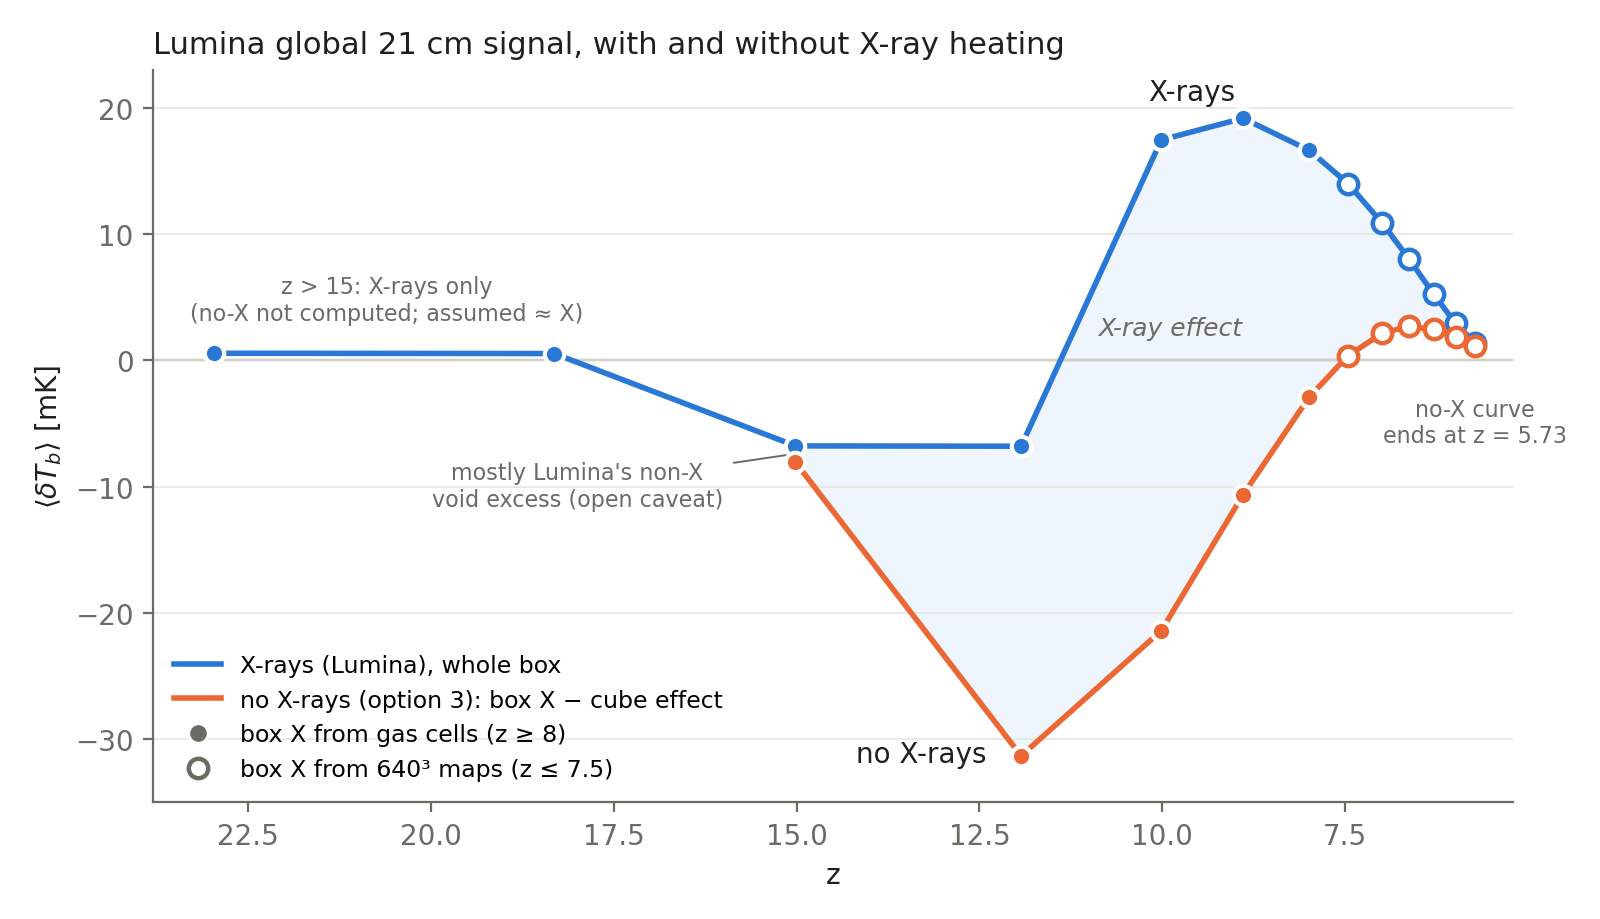 Lumina global 21 cm signal, with and without X-ray heating
X-rays
20
10
z > 15: X-rays only
(no-X not computed; assumed ≈ X)
X-ray effect
0
no-X curve
ends at z = 5.73
⟨δT_b⟩ [mK]
mostly Lumina's non-X
void excess (open caveat)
−10
−20
X-rays (Lumina), whole box
no X-rays (option 3): box X − cube effect
box X from gas cells (z ≥ 8)
box X from 640³ maps (z ≤ 7.5)
−30
no X-rays
22.5 20.0 17.5 15.0 12.5 10.0 7.5
z